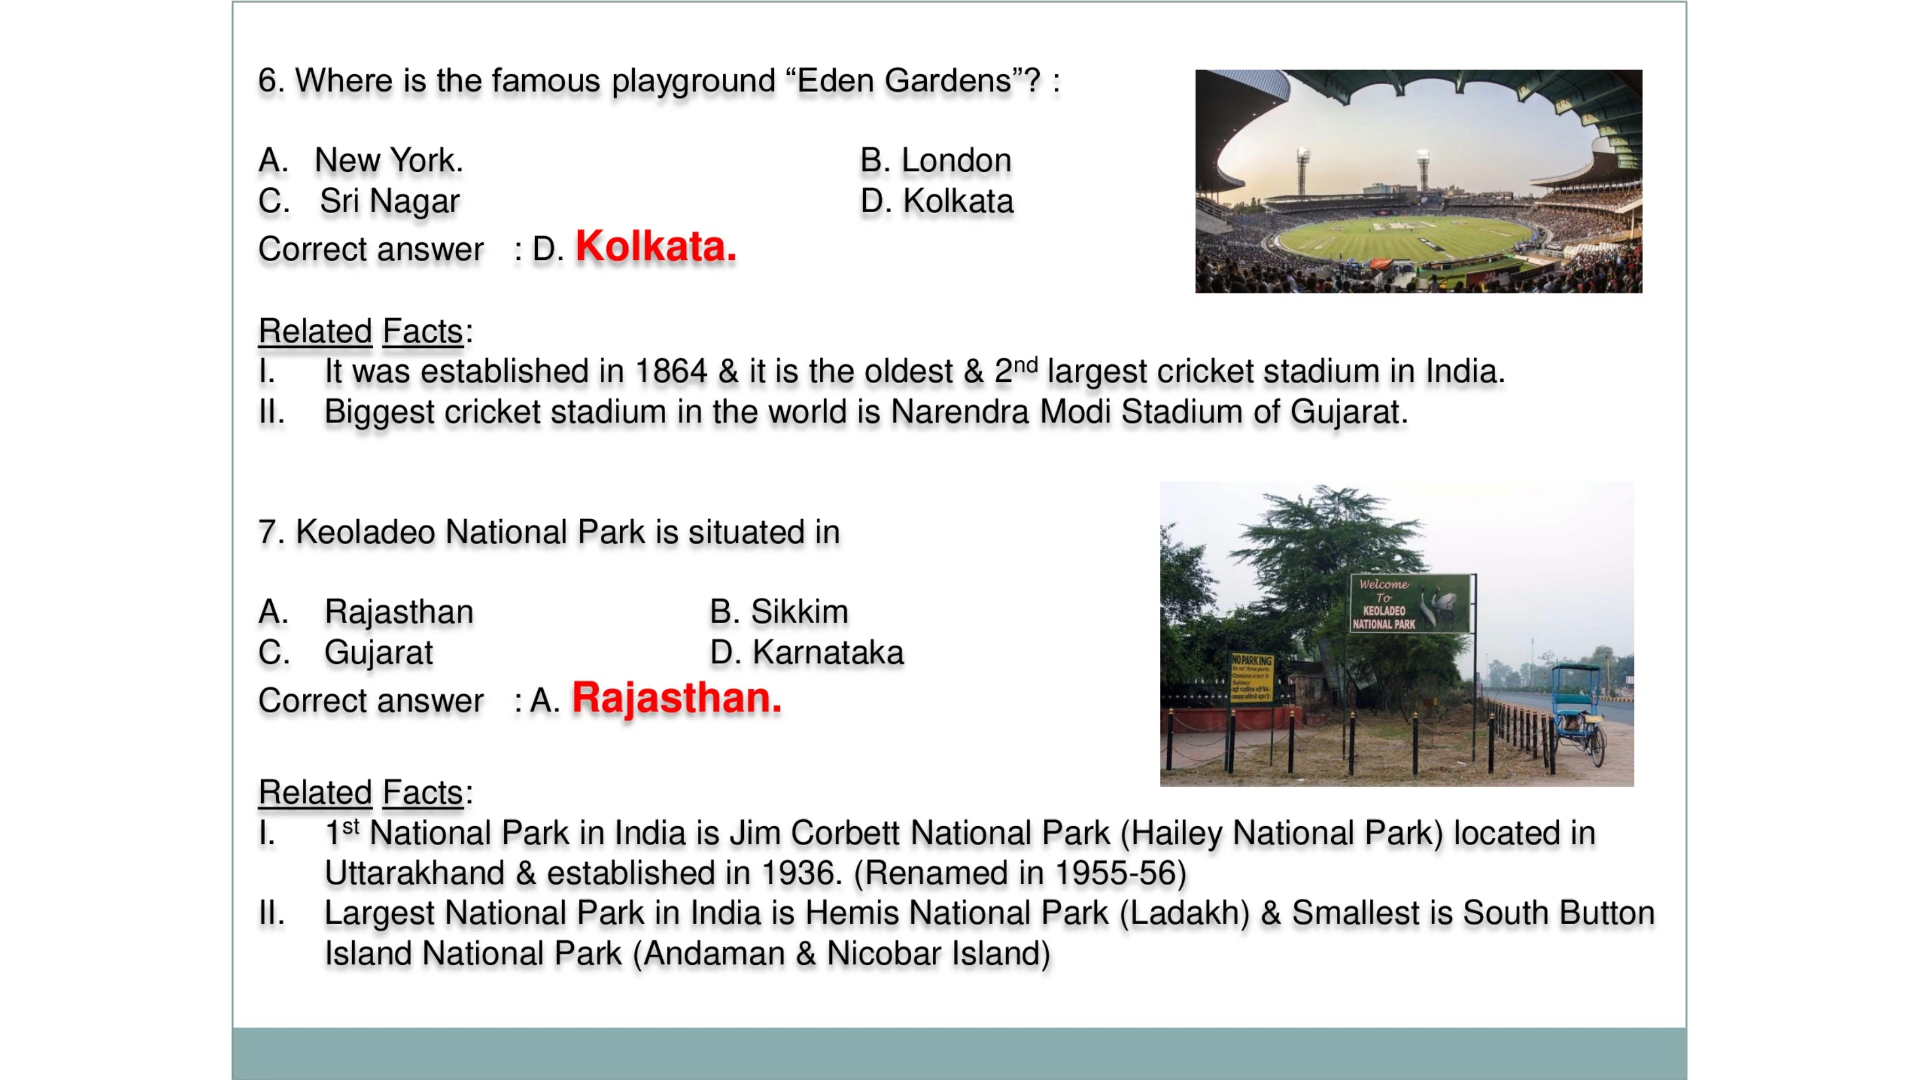 6. Where is the famous playground “Eden Gardens”? :
A. New York. B. London
C. Sri Nagar D. Kolkata
Correct answer : D. Kolkata.
Related Facts:
I. It was established in 1864 & it is the oldest & 2nd largest cricket stadium in India.
II. Biggest cricket stadium in the world is Narendra Modi Stadium of Gujarat.
7. Keoladeo National Park is situated in
A. Rajasthan B. Sikkim
C. Gujarat D. Karnataka
Correct answer : A. Rajasthan.
Welcome
To
KEOLADEO
NATIONAL PARK
NO PARKING
Related Facts:
I. 1st National Park in India is Jim Corbett National Park (Hailey National Park) located in
Uttarakhand & established in 1936. (Renamed in 1955-56)
II. Largest National Park in India is Hemis National Park (Ladakh) & Smallest is South Button
Island National Park (Andaman & Nicobar Island)